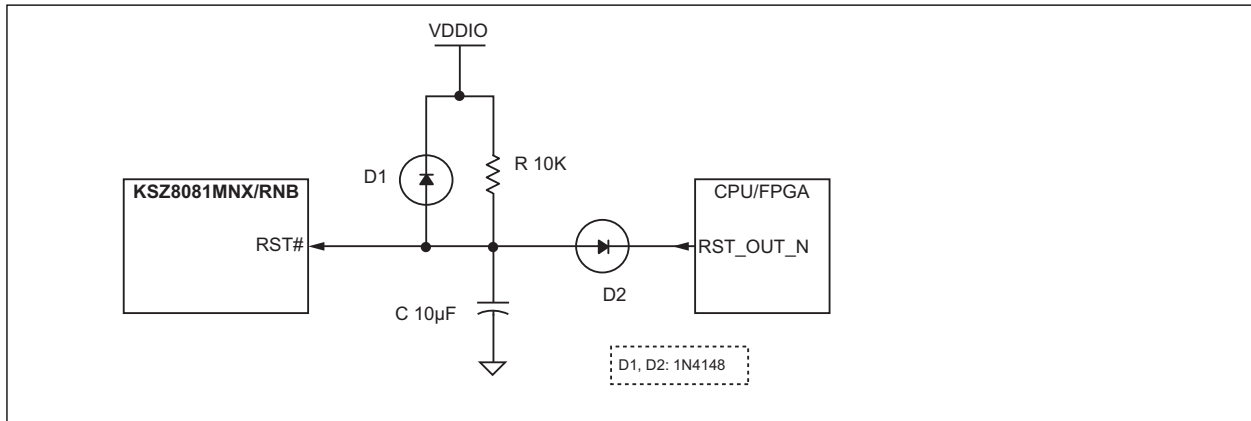 VDDIO
D1
R 10K
KSZ8081MNX/RNB
RST#
CPU/FPGA
RST_OUT_N
D2
C 10µF
D1, D2: 1N4148